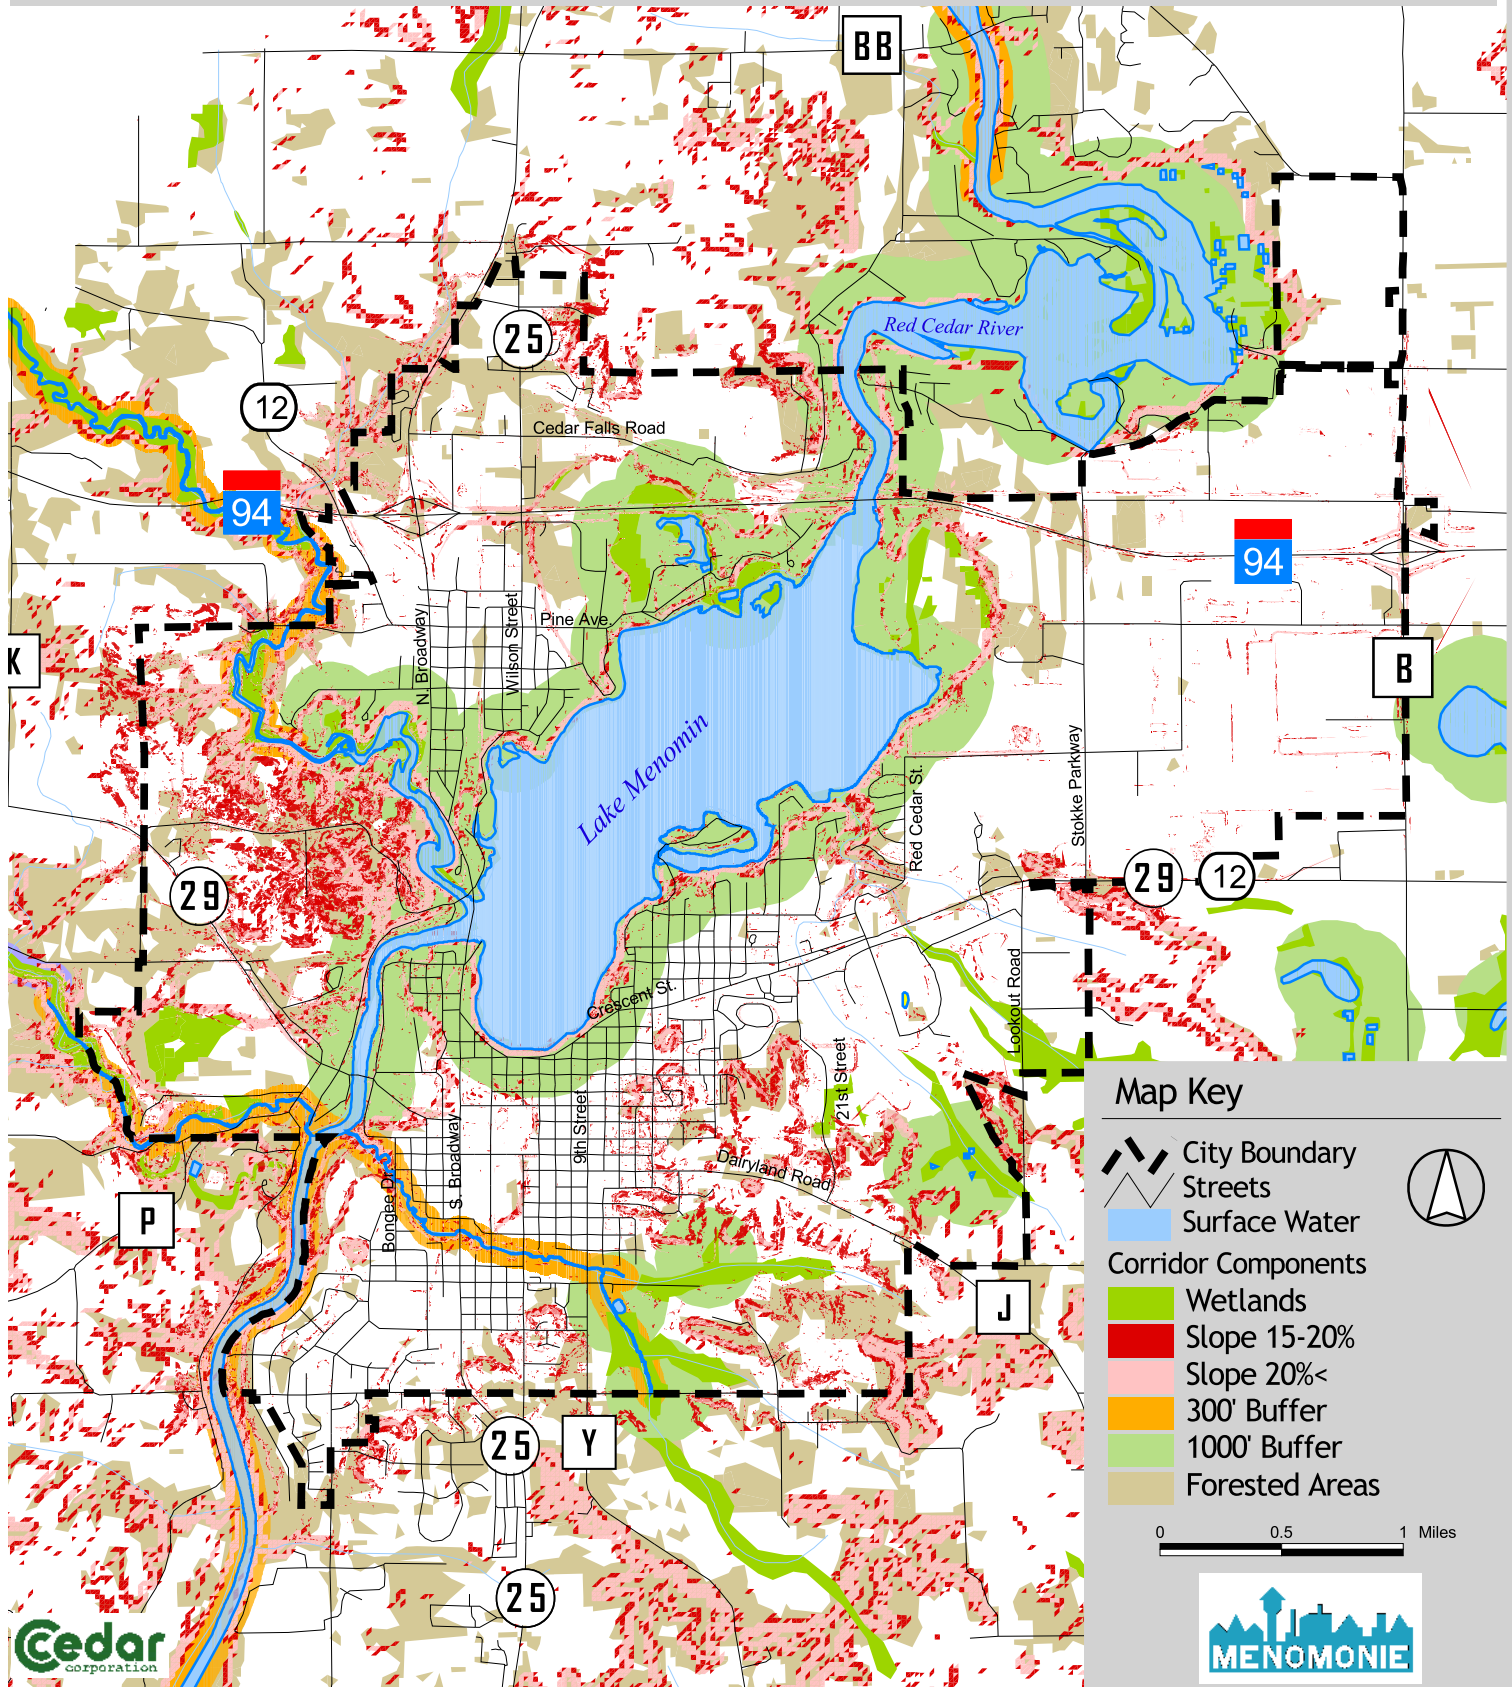 BB
Red Cedar River
25
12
Cedar Falls Road
94
94
N. Broadway
Wilson Street
Pine Ave.
K
B
Lake Menomin
Stokke Parkway
Red Cedar St.
29
29
12
Crescent St.
Lookout Road
21st Street
9th Street
S. Broadway
Bongee Dr.
Dairyland Road
P
J
25
Y
25
Map Key
City Boundary
Streets
Surface Water
Corridor Components
Wetlands
Slope 15-20%
Slope 20%<
300' Buffer
1000' Buffer
Forested Areas
0 0.5 1 Miles
Cedar
corporation
MENOMONIE